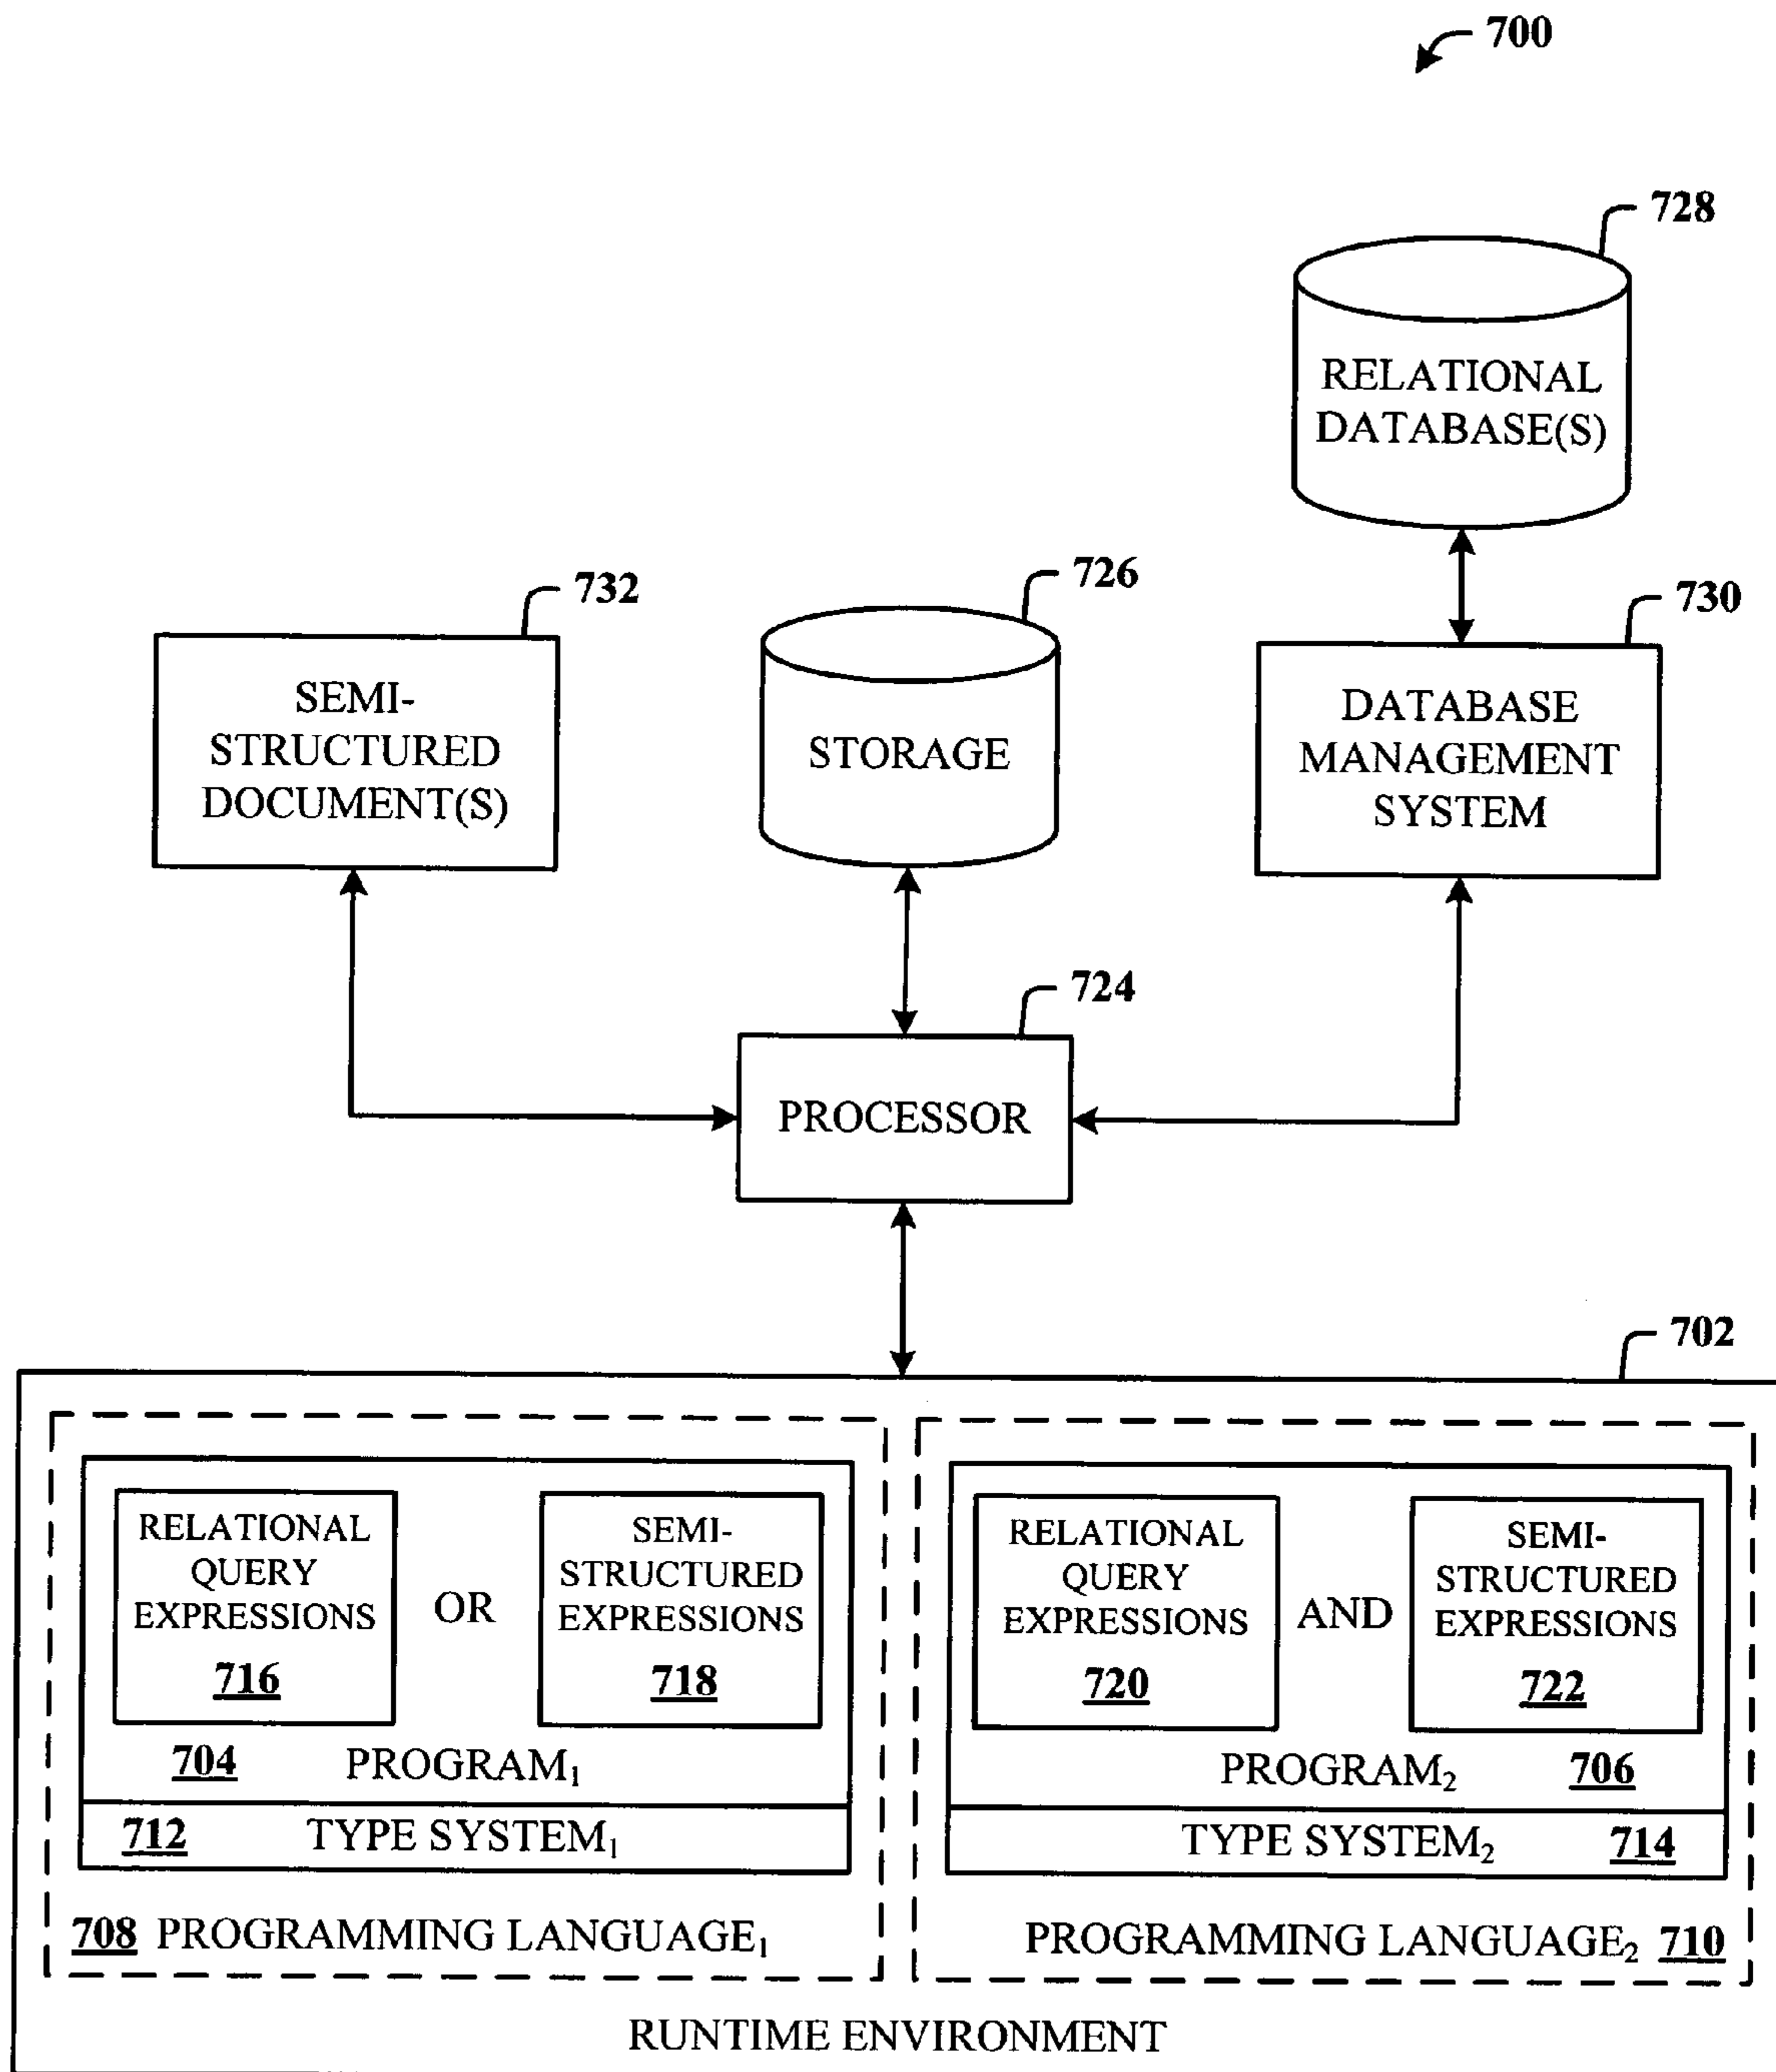 700
728
RELATIONAL
DATABASE(S)
732
726
730
SEMI-
STRUCTURED
DOCUMENT(S)
STORAGE
DATABASE
MANAGEMENT
SYSTEM
724
PROCESSOR
702
RELATIONAL
QUERY
EXPRESSIONS
716
OR
SEMI-
STRUCTURED
EXPRESSIONS
718
704 PROGRAM₁
712 TYPE SYSTEM₁
708 PROGRAMMING LANGUAGE₁
RELATIONAL
QUERY
EXPRESSIONS
720
AND
SEMI-
STRUCTURED
EXPRESSIONS
722
PROGRAM₂ 706
TYPE SYSTEM₂ 714
PROGRAMMING LANGUAGE₂ 710
RUNTIME ENVIRONMENT